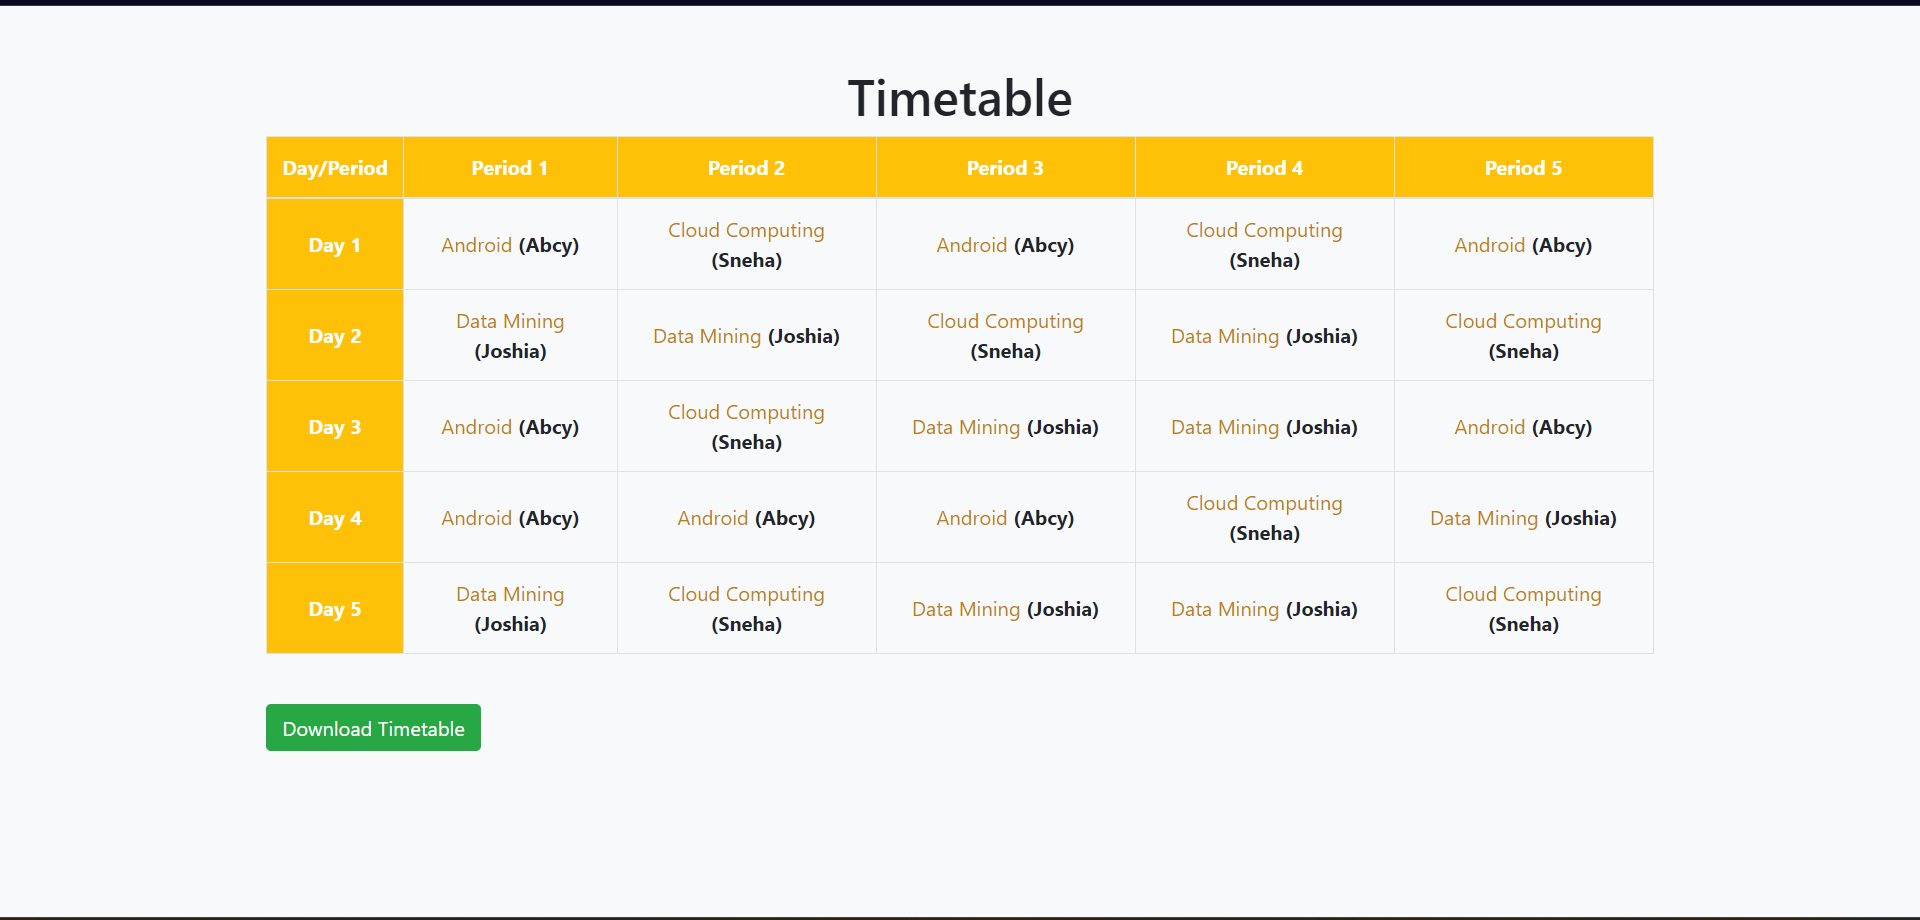 Timetable
Day/Period Period 1 Period 2 Period 3 Period 4 Period 5
Day 1 Android (Abcy) Cloud Computing (Sneha) Android (Abcy) Cloud Computing (Sneha) Android (Abcy)
Day 2 Data Mining (Joshia) Data Mining (Joshia) Cloud Computing (Sneha) Data Mining (Joshia) Cloud Computing (Sneha)
Day 3 Android (Abcy) Cloud Computing (Sneha) Data Mining (Joshia) Data Mining (Joshia) Android (Abcy)
Day 4 Android (Abcy) Android (Abcy) Android (Abcy) Cloud Computing (Sneha) Data Mining (Joshia)
Day 5 Data Mining (Joshia) Cloud Computing (Sneha) Data Mining (Joshia) Data Mining (Joshia) Cloud Computing (Sneha)
Download Timetable